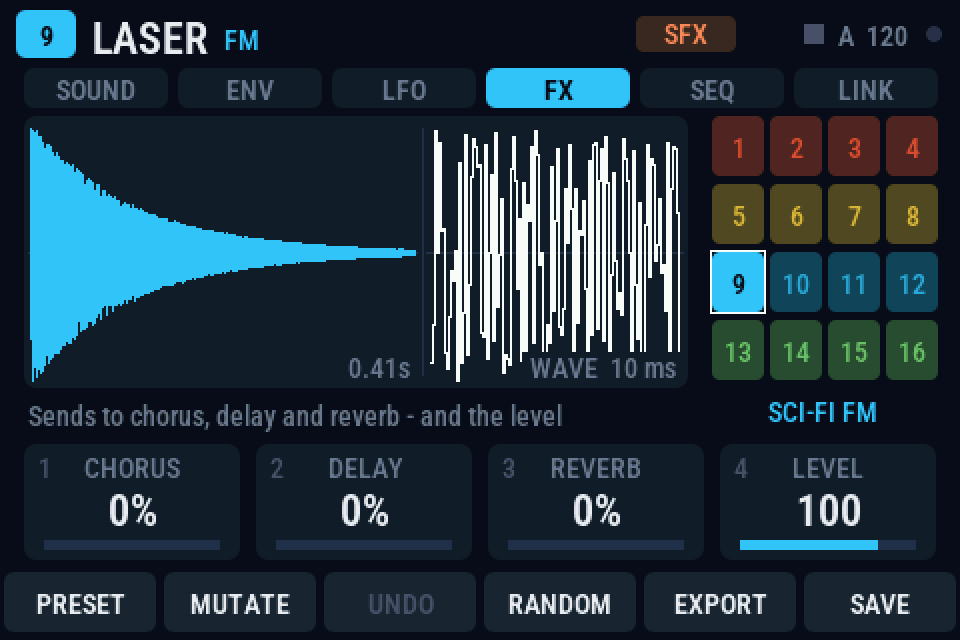 9 LASER FM SFX A 120
SOUND ENV LFO FX SEQ LINK
1 2 3 4
5 6 7 8
9 10 11 12
13 14 15 16
0.41s WAVE 10 ms
Sends to chorus, delay and reverb - and the level
SCI-FI FM
1 CHORUS 2 DELAY 3 REVERB 4 LEVEL
0% 0% 0% 100
PRESET MUTATE UNDO RANDOM EXPORT SAVE